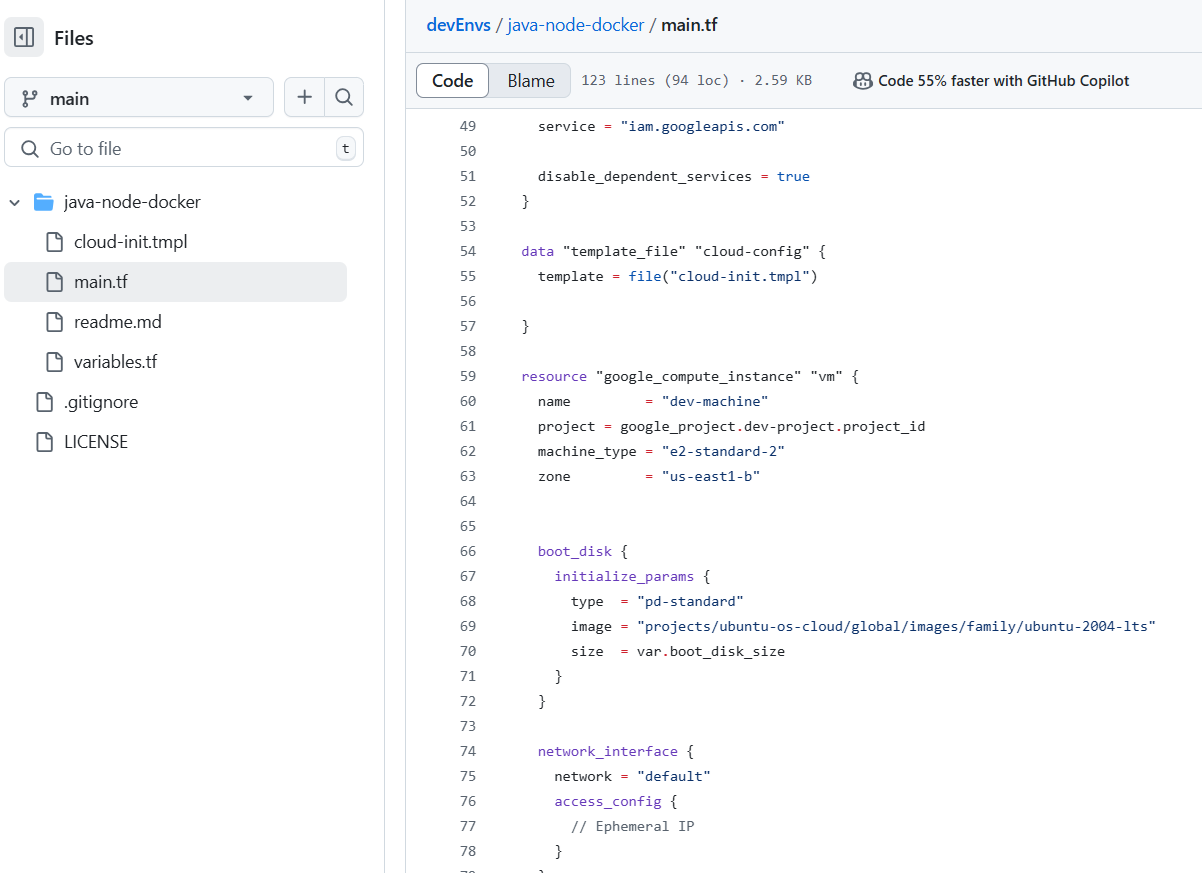 Files
main
Go to file
t
java-node-docker
cloud-init.tmpl
main.tf
readme.md
variables.tf
.gitignore
LICENSE
devEnvs / java-node-docker / main.tf
Code Blame 123 lines (94 loc) · 2.59 KB Code 55% faster with GitHub Copilot
49 service = "iam.googleapis.com"
50
51 disable_dependent_services = true
52 }
53
54 data "template_file" "cloud-config" {
55 template = file("cloud-init.tmpl")
56
57 }
58
59 resource "google_compute_instance" "vm" {
60 name = "dev-machine"
61 project = google_project.dev-project.project_id
62 machine_type = "e2-standard-2"
63 zone = "us-east1-b"
64
65
66 boot_disk {
67 initialize_params {
68 type = "pd-standard"
69 image = "projects/ubuntu-os-cloud/global/images/family/ubuntu-2004-lts"
70 size = var.boot_disk_size
71 }
72 }
73
74 network_interface {
75 network = "default"
76 access_config {
77 // Ephemeral IP
78 }